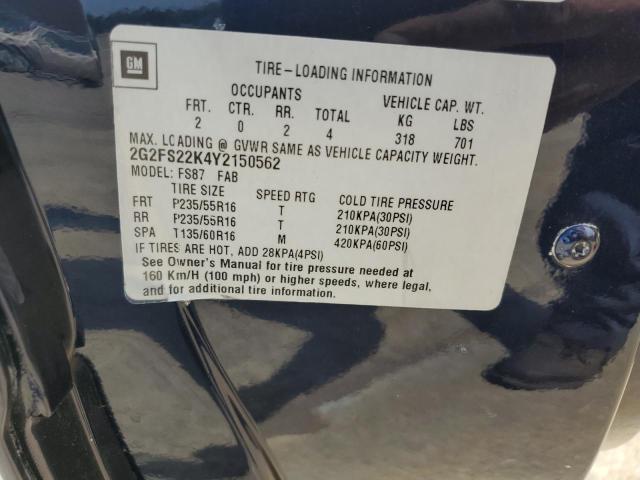 GM
TIRE-LOADING INFORMATION
OCCUPANTS VEHICLE CAP. WT.
FRT. CTR. RR. TOTAL KG LBS
2 0 2 4 318 701
MAX. LOADING @ GVWR SAME AS VEHICLE CAPACITY WEIGHT.
2G2FS22K4Y2150562
MODEL: FS87 FAB
TIRE SIZE SPEED RTG COLD TIRE PRESSURE
FRT P235/55R16 T 210KPA(30PSI)
RR P235/55R16 T 210KPA(30PSI)
SPA T135/60R16 M 420KPA(60PSI)
IF TIRES ARE HOT, ADD 28KPA(4PSI)
See Owner's Manual for tire pressure needed at
160 Km/H (100 mph) or higher speeds, where legal,
and for additional tire information.